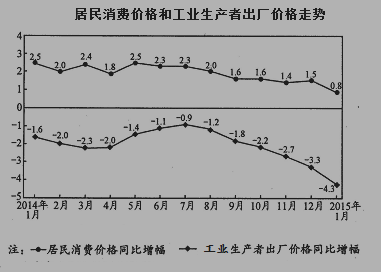 居民消费价格和工业生产者出厂价格走势
4
3
2
1
0
2.5 2.0 2.4 1.8 2.5 2.3 2.3 2.0 1.6 1.6 1.4 1.5 0.8
-1
-2
-3
-4
-5
-1.6 -2.0 -2.3 -2.0 -1.4 -1.1 -0.9 -1.2 -1.8 -2.2 -2.7 -3.3 -4.3
2014年 2月 3月 4月 5月 6月 7月 8月 9月 10月 11月 12月 2015年
1月 1月
注: 居民消费价格同比增幅 工业生产者出厂价格同比增幅